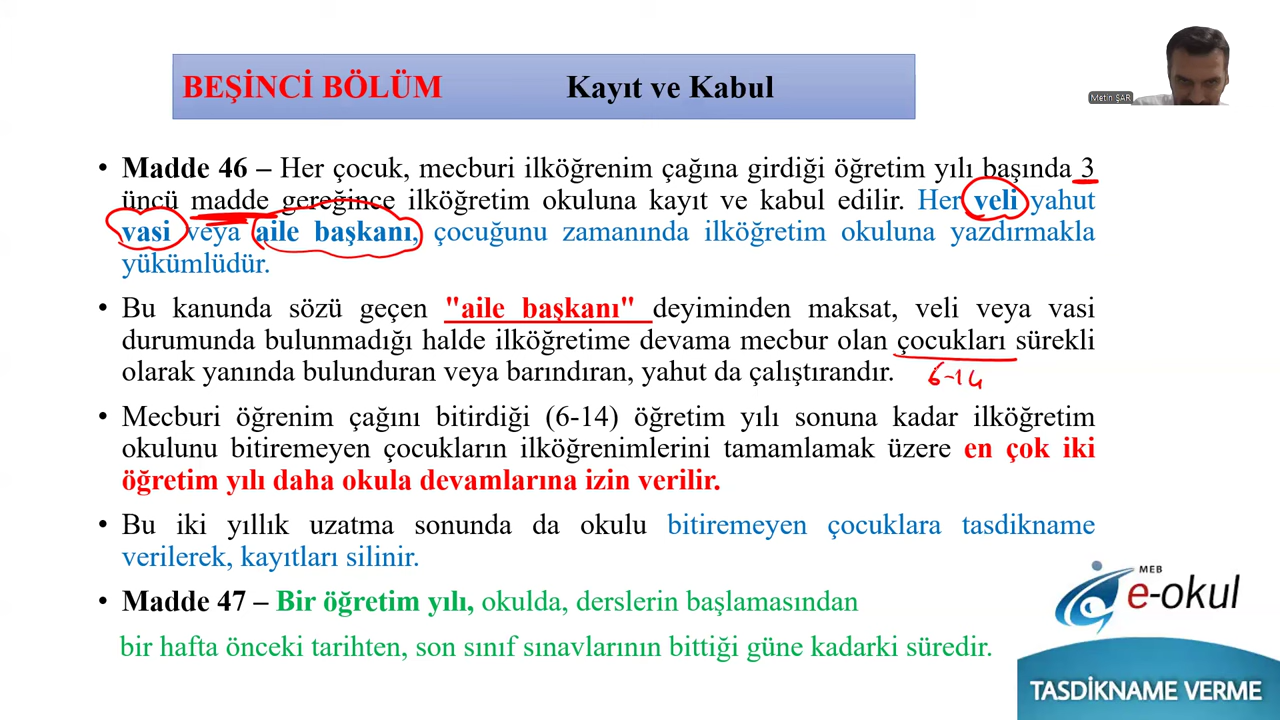 BEŞİNCİ BÖLÜM Kayıt ve Kabul
Metin ŞAR
• Madde 46 – Her çocuk, mecburi ilköğrenim çağına girdiği öğretim yılı başında 3
üncü madde gereğince ilköğretim okuluna kayıt ve kabul edilir. Her veli yahut
vasi veya aile başkanı, çocuğunu zamanında ilköğretim okuluna yazdırmakla
yükümlüdür.
• Bu kanunda sözü geçen "aile başkanı" deyiminden maksat, veli veya vasi
durumunda bulunmadığı halde ilköğretime devama mecbur olan çocukları sürekli
olarak yanında bulunduran veya barındıran, yahut da çalıştırandır.
6-14
• Mecburi öğrenim çağını bitirdiği (6-14) öğretim yılı sonuna kadar ilköğretim
okulunu bitiremeyen çocukların ilköğrenimlerini tamamlamak üzere en çok iki
öğretim yılı daha okula devamlarına izin verilir.
• Bu iki yıllık uzatma sonunda da okulu bitiremeyen çocuklara tasdikname
verilerek, kayıtları silinir.
• Madde 47 – Bir öğretim yılı, okulda, derslerin başlamasından
bir hafta önceki tarihten, son sınıf sınavlarının bittiği güne kadarki süredir.
MEB
e-okul
TASDİKNAME VERME